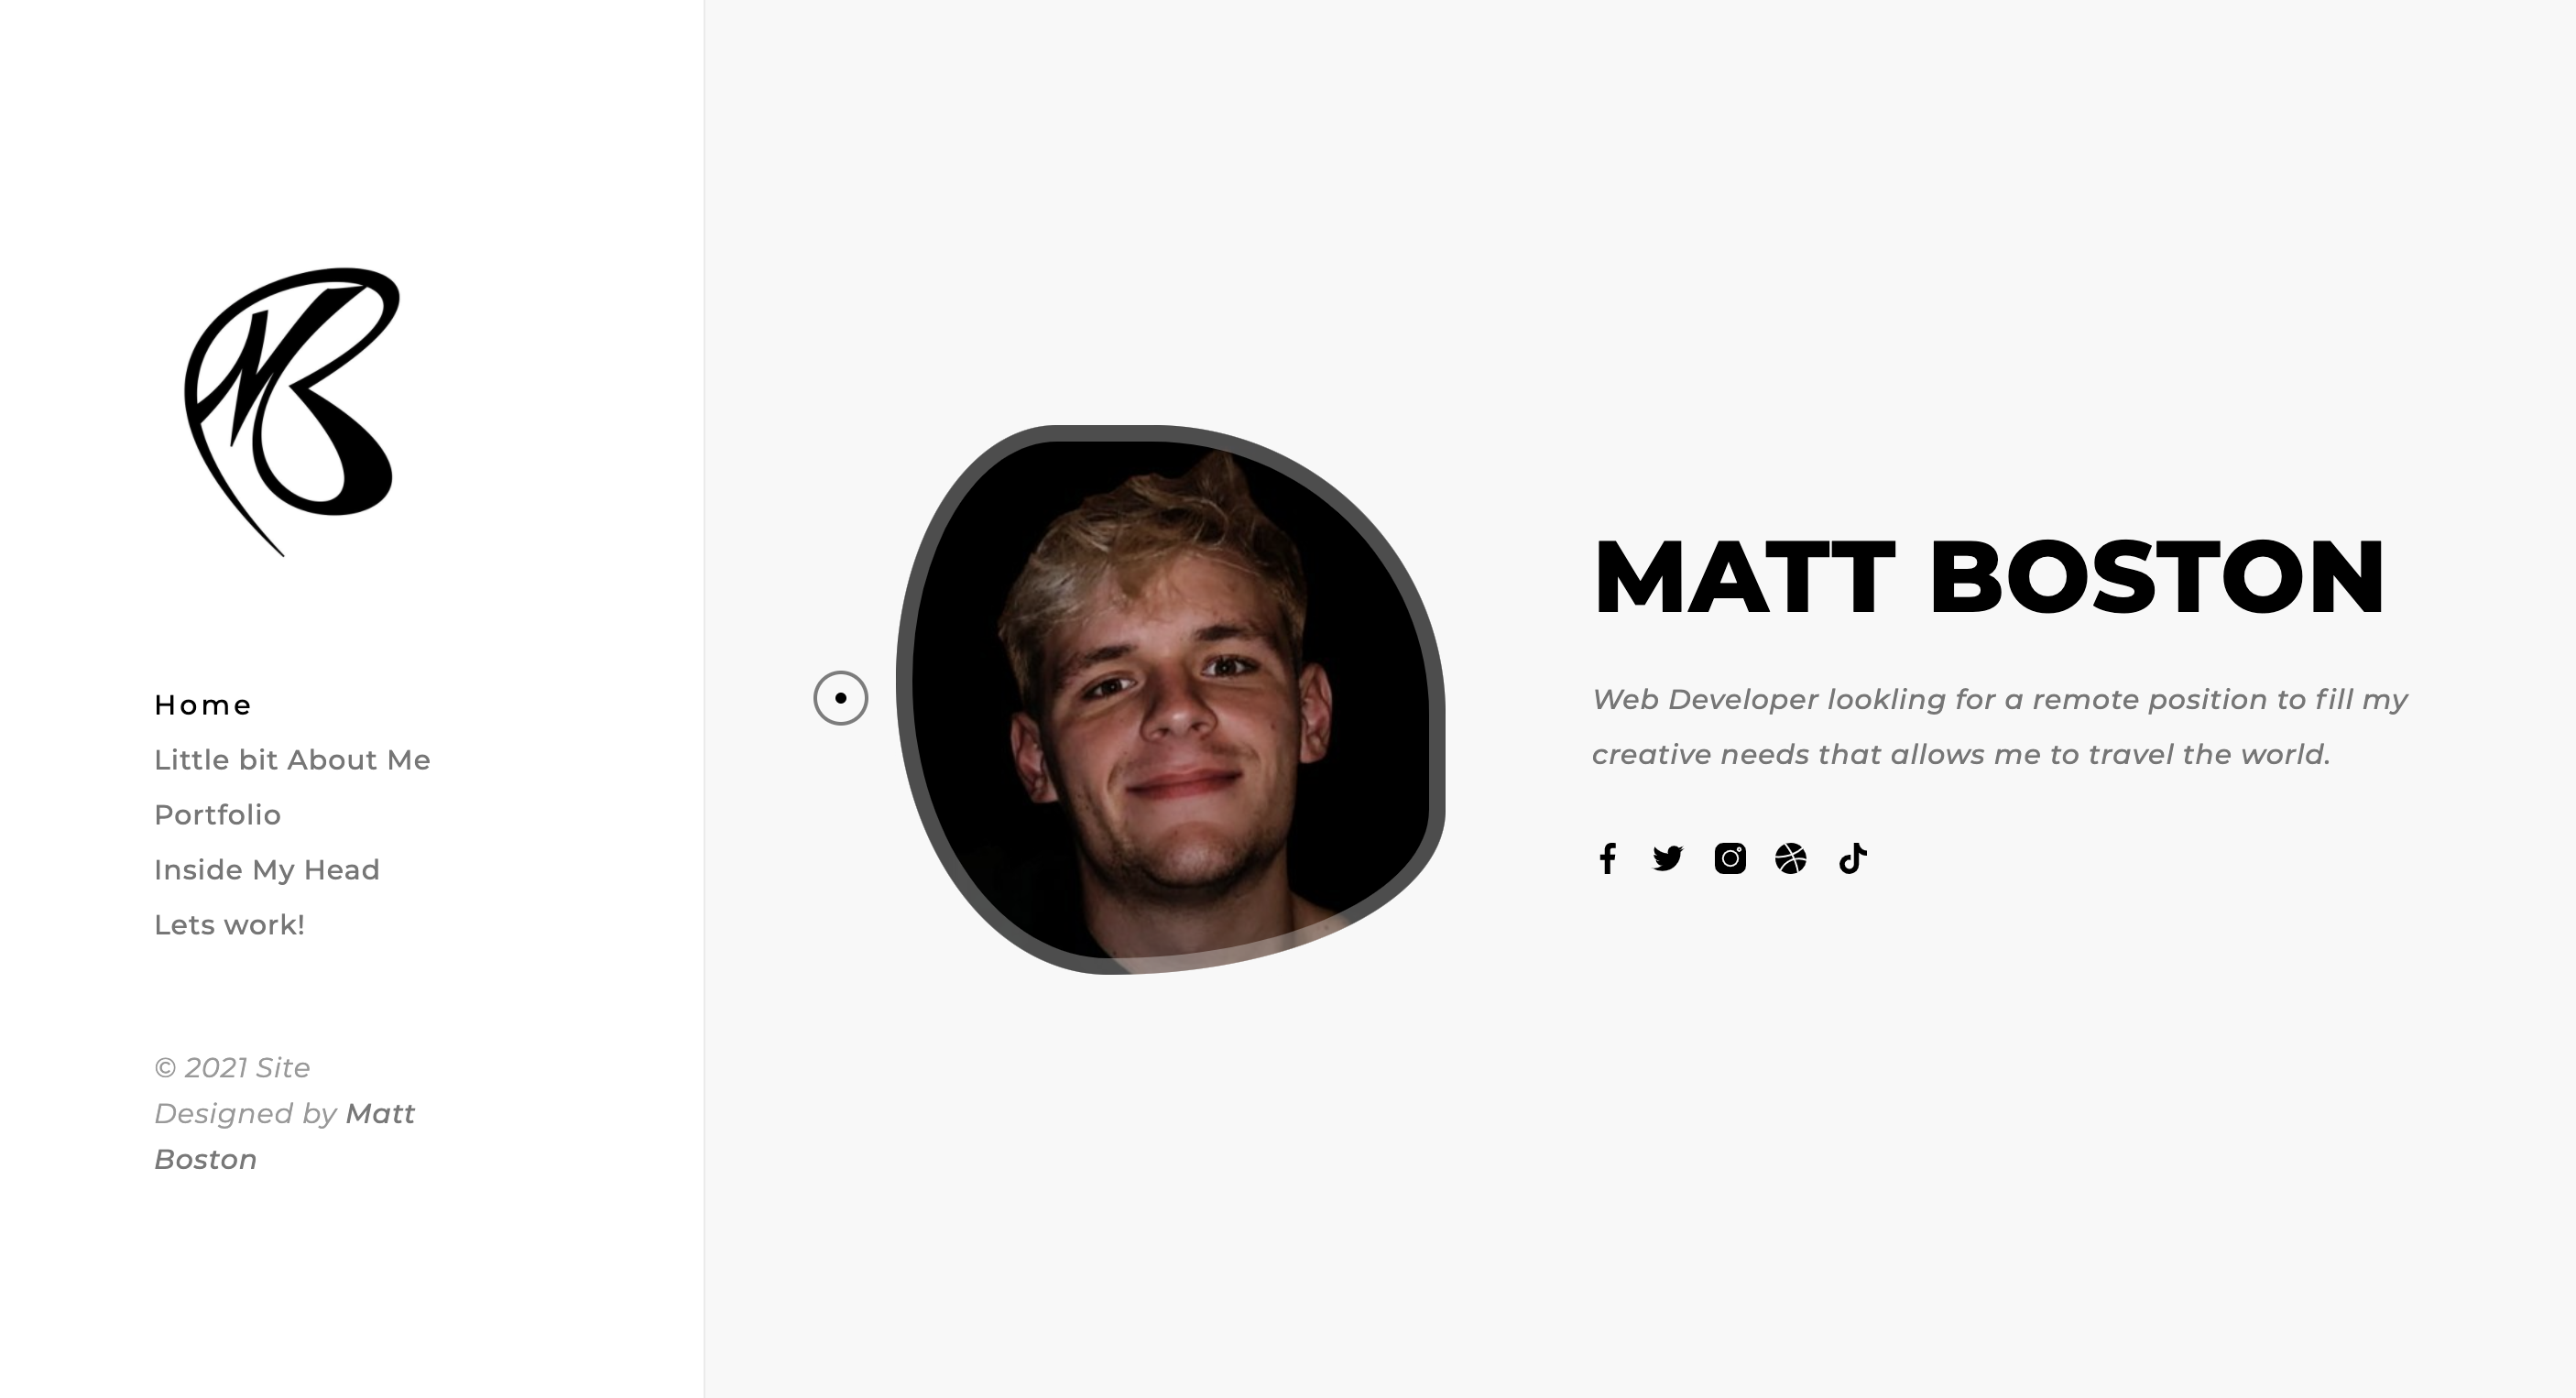 Home
Little bit About Me
Portfolio
Inside My Head
Lets work!
© 2021 Site
Designed by Matt
Boston
MATT BOSTON
Web Developer lookling for a remote position to fill my
creative needs that allows me to travel the world.